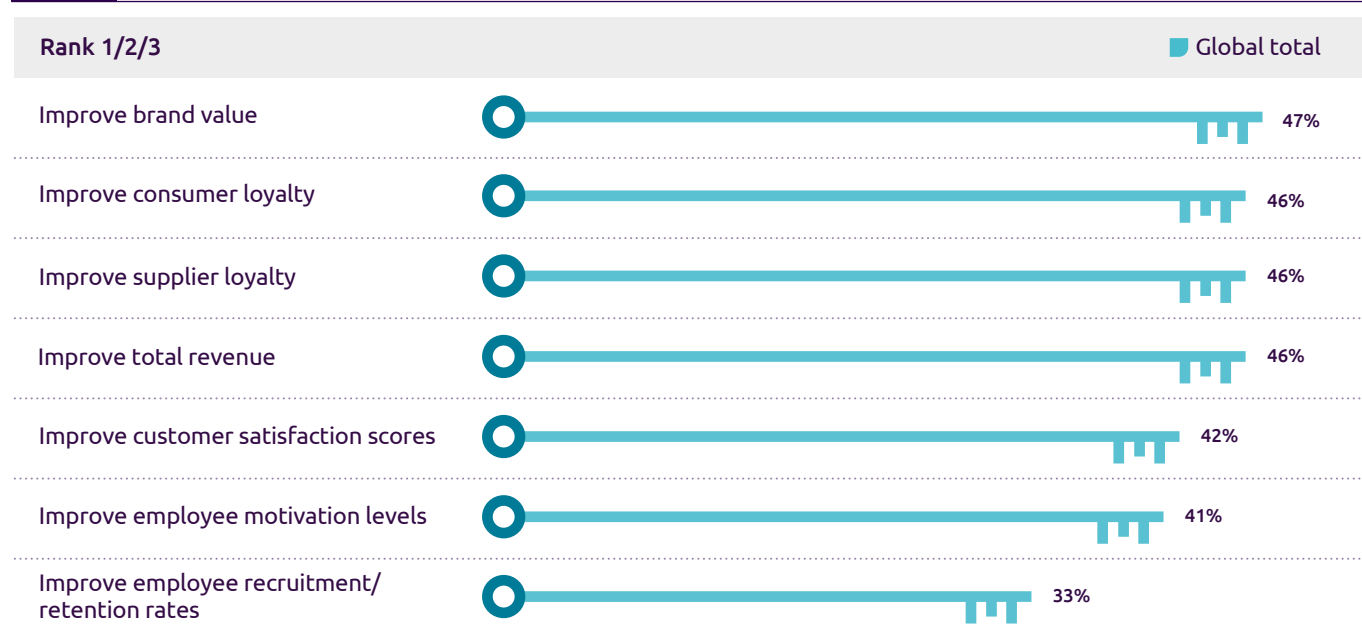 Rank 1/2/3
Global total
Improve brand value
47%
Improve consumer loyalty
46%
Improve supplier loyalty
46%
Improve total revenue
46%
Improve customer satisfaction scores
42%
Improve employee motivation levels
41%
Improve employee recruitment/
retention rates
33%